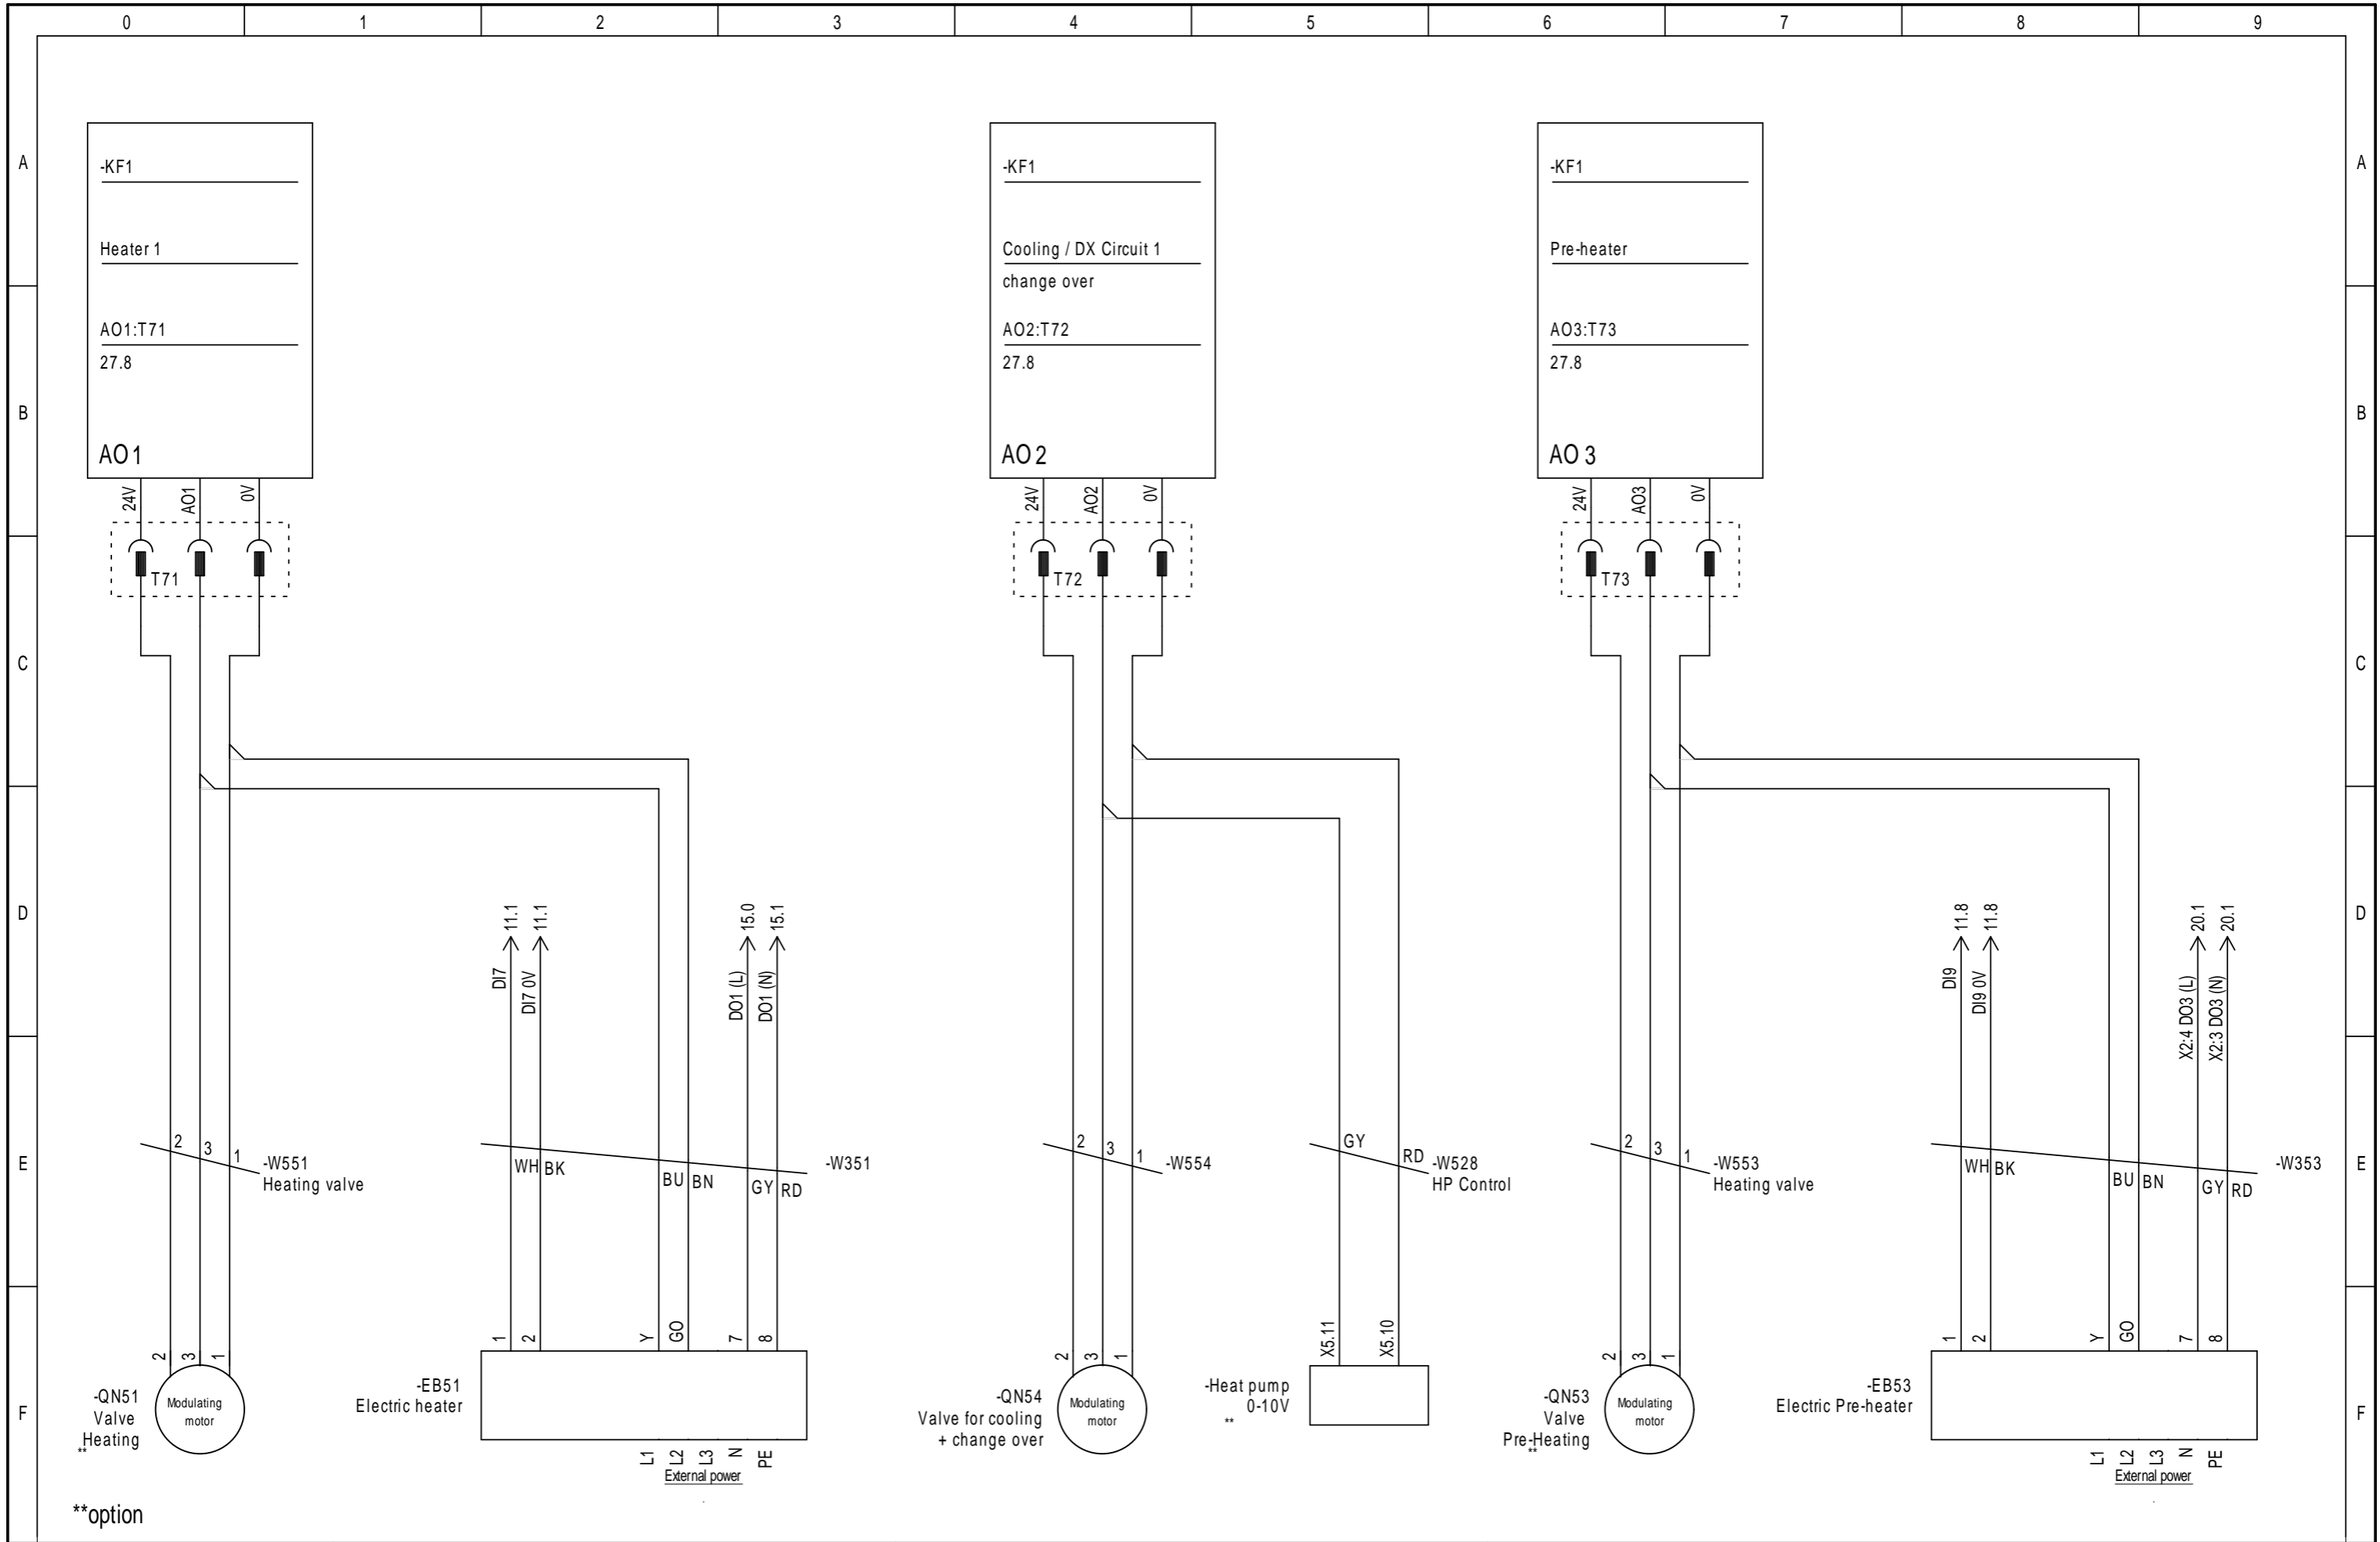 0 1 2 3 4 5 6 7 8 9
A A
-KF1
Heater 1
AO1:T71
27.8
AO1
-KF1
Cooling / DX Circuit 1
change over
AO2:T72
27.8
AO2
-KF1
Pre-heater
AO3:T73
27.8
AO3
B B
24V AO1 0V
24V AO2 0V
24V AO3 0V
T71
T72
T73
C C
D D
11.1 11.1 15.0 15.1
DI7 DI7 0V DO1 (L) DO1 (N)
11.8 11.8 20.1 20.1
DI9 DI9 0V X2:4 DO3 (L) X2:3 DO3 (N)
E E
2 3 1
-W551
Heating valve
WH BK BU BN GY RD
-W351
2 3 1
-W554
GY RD
-W528
HP Control
2 3 1
-W553
Heating valve
WH BK BU BN GY RD
-W353
F F
2 3 1
-QN51
Valve
Heating
**
Modulating
motor
1 2 Y GO 7 8
-EB51
Electric heater
L1 L2 L3 N PE
External power
2 3 1
-QN54
Valve for cooling
+ change over
Modulating
motor
X5.11 X5.10
-Heat pump
0-10V
**
2 3 1
-QN53
Valve
Pre-Heating
**
Modulating
motor
1 2 Y GO 7 8
-EB53
Electric Pre-heater
L1 L2 L3 N PE
External power
**option